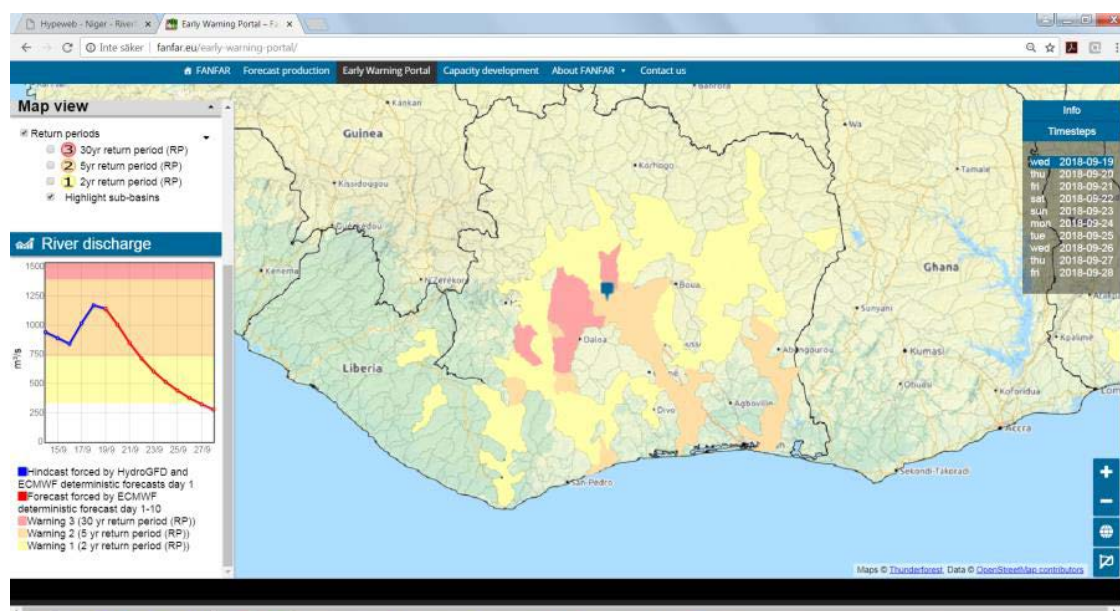 Hypeweb - Niger - River
Early Warning Portal – Fa
Inte säker | fanfar.eu/early-warning-portal/
FANFAR Forecast production Early Warning Portal Capacity development About FANFAR Contact us
Map view
Return periods
3 30yr return period (RP)
2 5yr return period (RP)
1 2yr return period (RP)
Highlight sub-basins
River discharge
1500
1250
1000
750
500
250
0
m³/s
15/9 17/9 19/9 21/9 23/9 25/9 27/9
Hindcast forced by HydroGFD and
ECMWF deterministic forecasts day 1
Forecast forced by ECMWF
deterministic forecast day 1-10
Warning 3 (30 yr return period (RP))
Warning 2 (5 yr return period (RP))
Warning 1 (2 yr return period (RP))
Kankan
Guinea
Kissidougou
Kenema
Korhogo
Wa
Tamale
Ghana
Boua
Sunyani
Daloa
Liberia
Kumasi
Kpalimé
Obuasi
Koforidua
Agboville
Divo
Lom
Accra
San-Pedro
Sekondi-Takoradi
Info
Timesteps
wed 2018-09-19
thu 2018-09-20
fri 2018-09-21
sat 2018-09-22
sun 2018-09-23
mon 2018-09-24
tue 2018-09-25
wed 2018-09-26
thu 2018-09-27
fri 2018-09-28
+
−
Maps © Thunderforest, Data © OpenStreetMap contributors